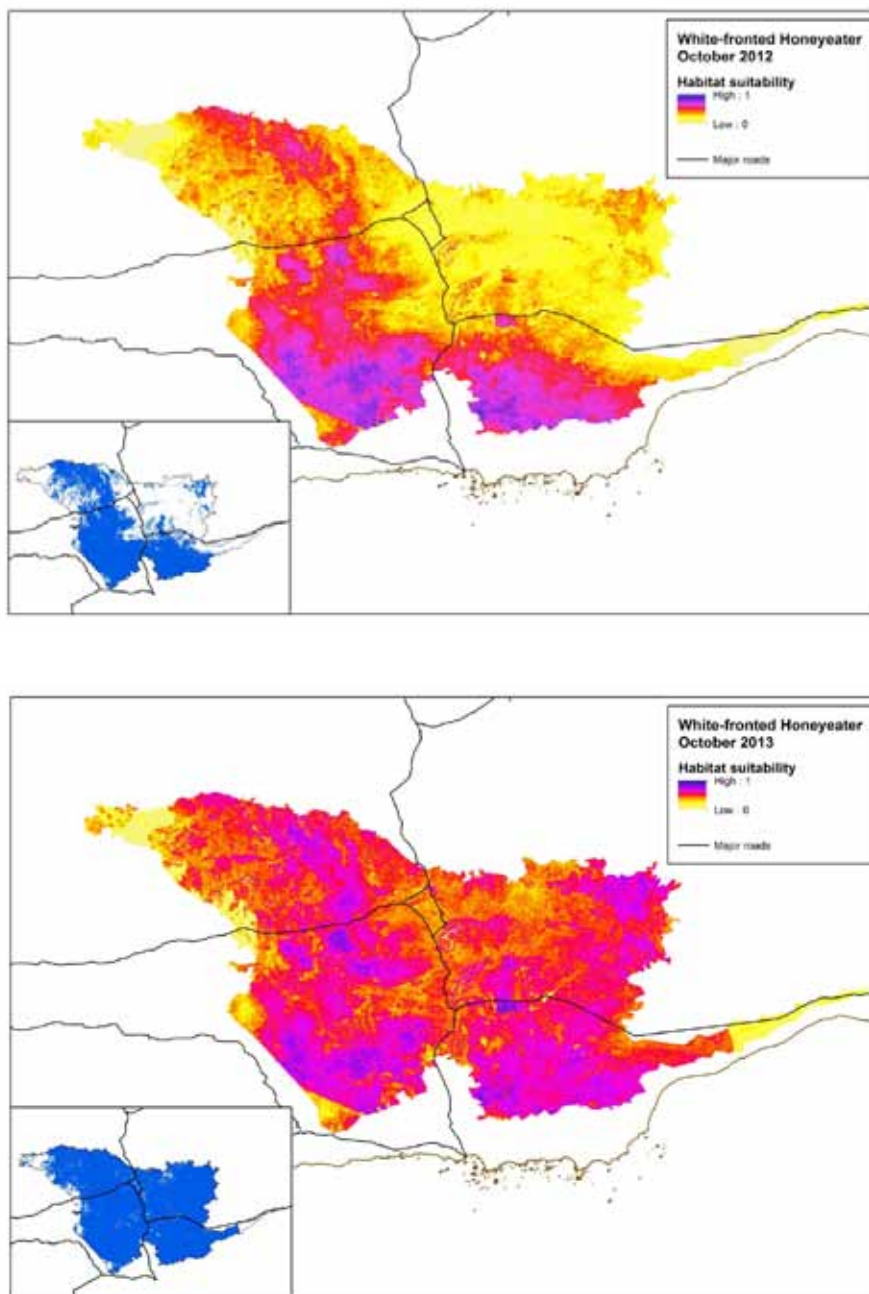 White-fronted Honeyeater
October 2012
Habitat suitability
High : 1
Low : 0
Major roads
White-fronted Honeyeater
October 2013
Habitat suitability
High : 1
Low : 0
Major roads